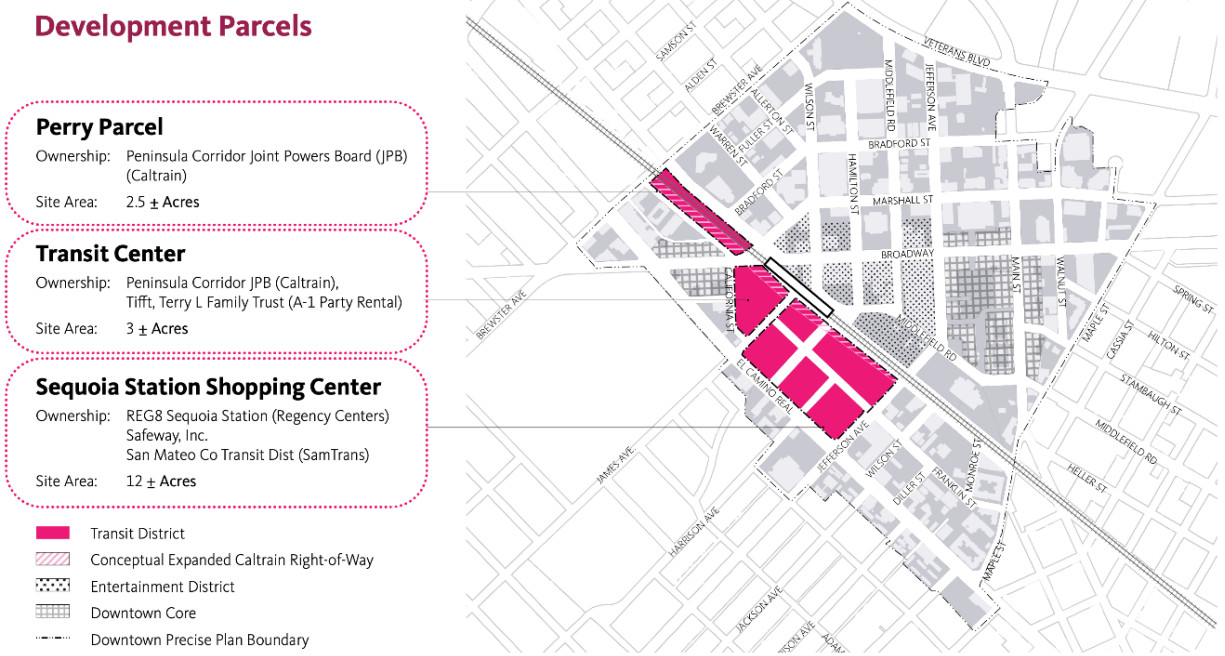 Development Parcels
Perry Parcel
Ownership: Peninsula Corridor Joint Powers Board (JPB)
(Caltrain)
Site Area: 2.5 ± Acres
Transit Center
Ownership: Peninsula Corridor JPB (Caltrain),
Tifft, Terry L Family Trust (A-1 Party Rental)
Site Area: 3 ± Acres
Sequoia Station Shopping Center
Ownership: REG8 Sequoia Station (Regency Centers)
Safeway, Inc.
San Mateo Co Transit Dist (SamTrans)
Site Area: 12 ± Acres
Transit District
Conceptual Expanded Caltrain Right-of-Way
Entertainment District
Downtown Core
Downtown Precise Plan Boundary
SAMSON ST
ALDEN ST
BREWSTER AVE
ALLERTON ST
FULLER ST
WARREN ST
BRADFORD ST
WILSON ST
MIDDLEFIELD RD
JEFFERSON AVE
VETERANS BLVD
BRADFORD ST
HAMILTON ST
MARSHALL ST
BROADWAY
MAIN ST
WALNUT ST
CALIFORNIA ST
BREWSTER AVE
MIDDLEFIELD RD
MAPLE ST
CASSIA ST
SPRING ST
HILTON ST
STAMBAUGH ST
MIDDLEFIELD RD
HELLER ST
EL CAMINO REAL
JEFFERSON AVE
WILSON ST
DILLER ST
FRANKLIN ST
MONROE ST
MAPLE ST
JAMES AVE
HARRISON AVE
JACKSON AVE